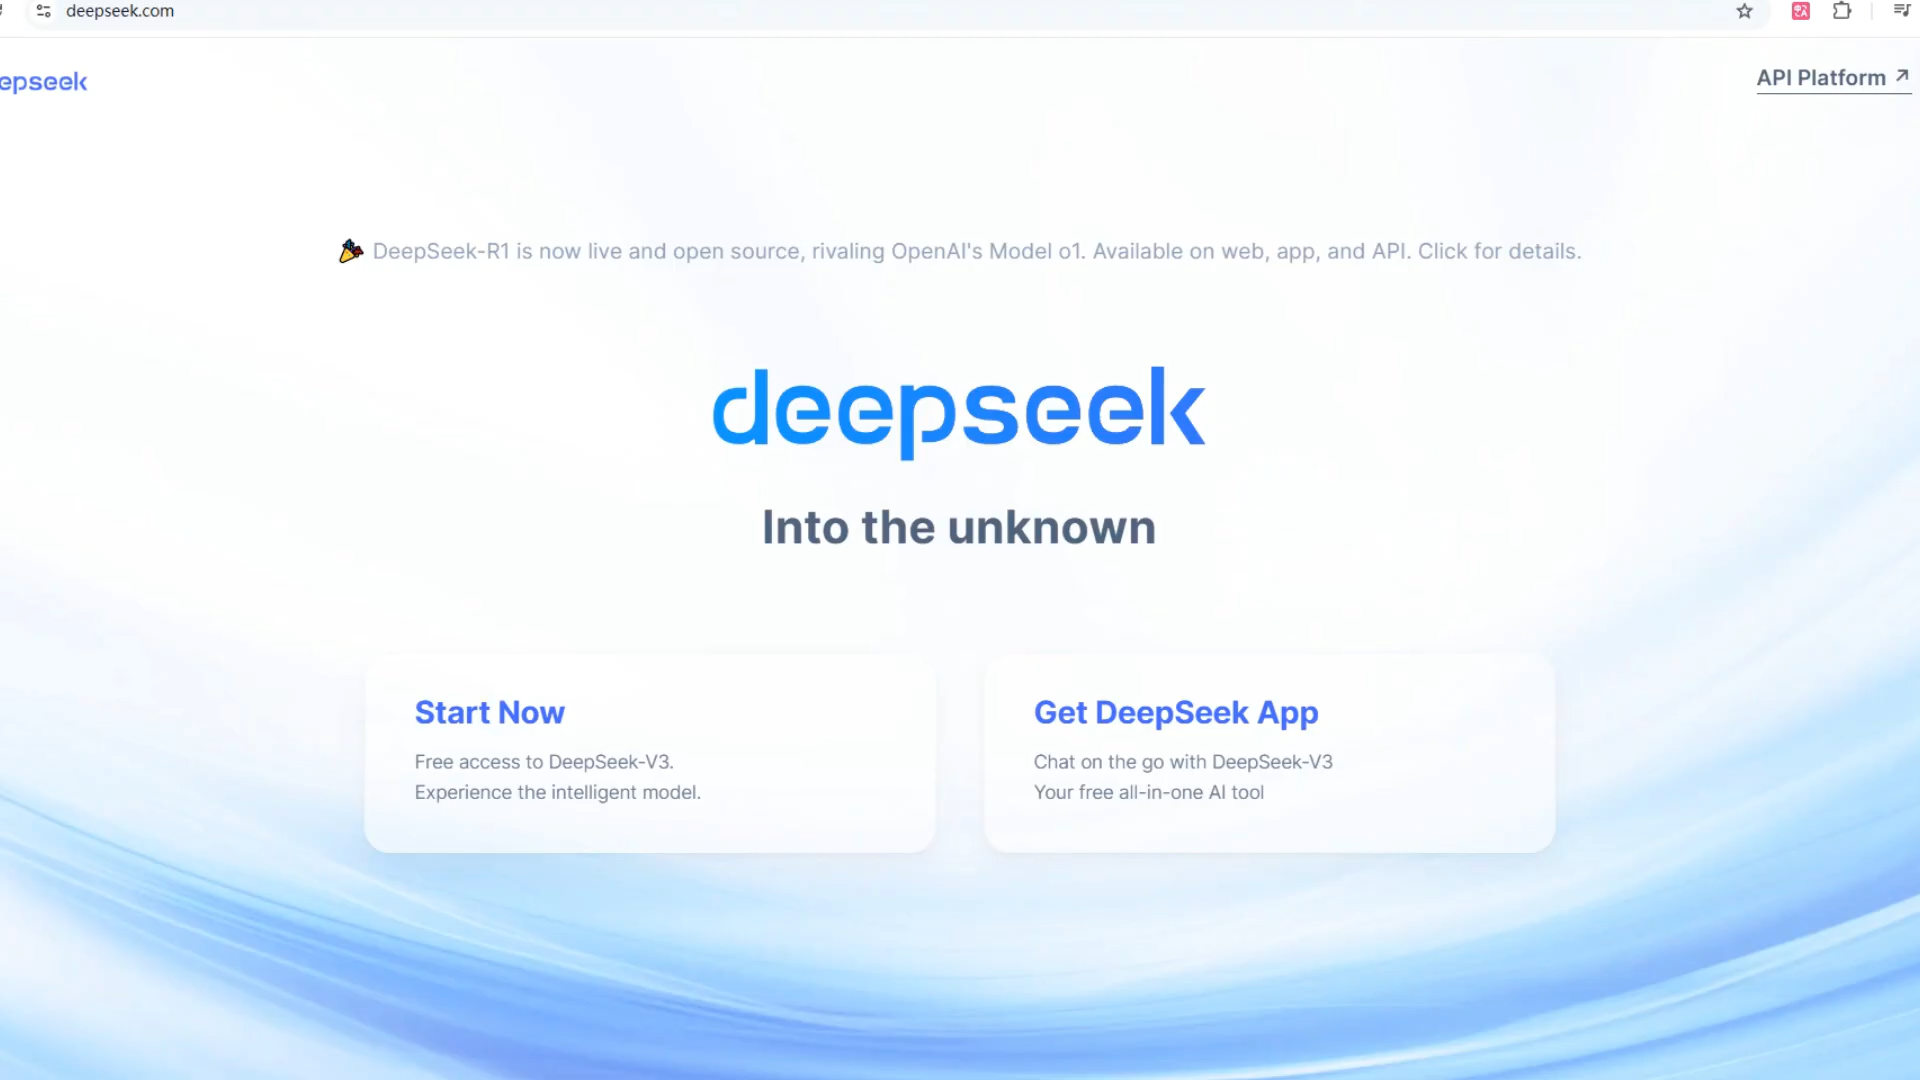 deepseek.com
epseek
API Platform
DeepSeek-R1 is now live and open source, rivaling OpenAI's Model o1. Available on web, app, and API. Click for details.
deepseek
Into the unknown
Start Now
Free access to DeepSeek-V3.
Experience the intelligent model.
Get DeepSeek App
Chat on the go with DeepSeek-V3
Your free all-in-one AI tool